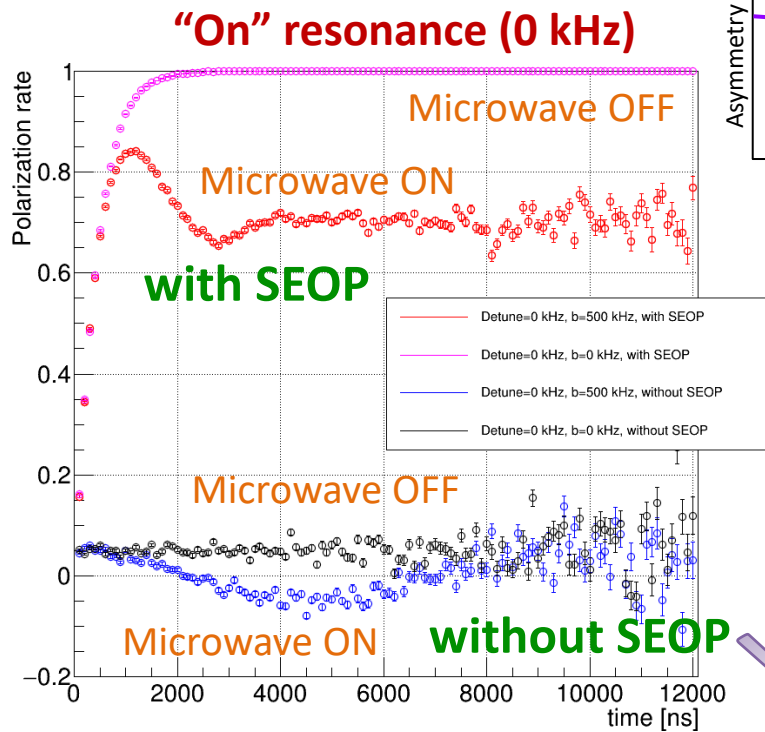 “On” resonance (0 kHz)
Asymmetry
Polarization rate
1
0.8
0.6
0.4
0.2
0
−0.2
Microwave OFF
Microwave ON
with SEOP
Detune=0 kHz, b=500 kHz, with SEOP
Detune=0 kHz, b=0 kHz, with SEOP
Detune=0 kHz, b=500 kHz, without SEOP
Detune=0 kHz, b=0 kHz, without SEOP
Microwave OFF
Microwave ON
without SEOP
0 2000 4000 6000 8000 10000 12000
time [ns]